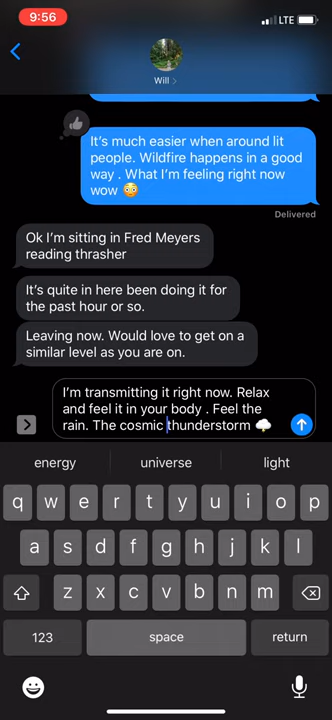 9:56
LTE
Will
It's much easier when around lit
people. Wildfire happens in a good
way . What I'm feeling right now
wow 😳
Delivered
Ok I'm sitting in Fred Meyers
reading thrasher
It's quite in here been doing it for
the past hour or so.
Leaving now. Would love to get on a
similar level as you are on.
I'm transmitting it right now. Relax
and feel it in your body . Feel the
rain. The cosmic thunderstorm 🌩️
energy universe light
q w e r t y u i o p
a s d f g h j k l
z x c v b n m
123 space return